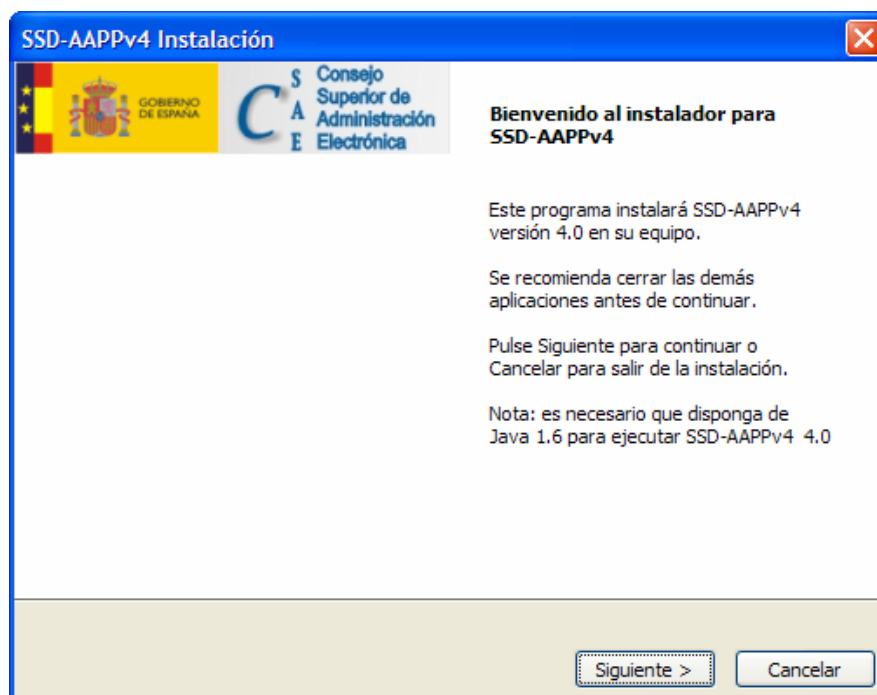 SSD-AAPPv4 Instalación
GOBIERNO
DE ESPAÑA
C
S
A
E
Consejo
Superior de
Administración
Electrónica
Bienvenido al instalador para
SSD-AAPPv4
Este programa instalará SSD-AAPPv4
versión 4.0 en su equipo.
Se recomienda cerrar las demás
aplicaciones antes de continuar.
Pulse Siguiente para continuar o
Cancelar para salir de la instalación.
Nota: es necesario que disponga de
Java 1.6 para ejecutar SSD-AAPPv4 4.0
Siguiente >
Cancelar